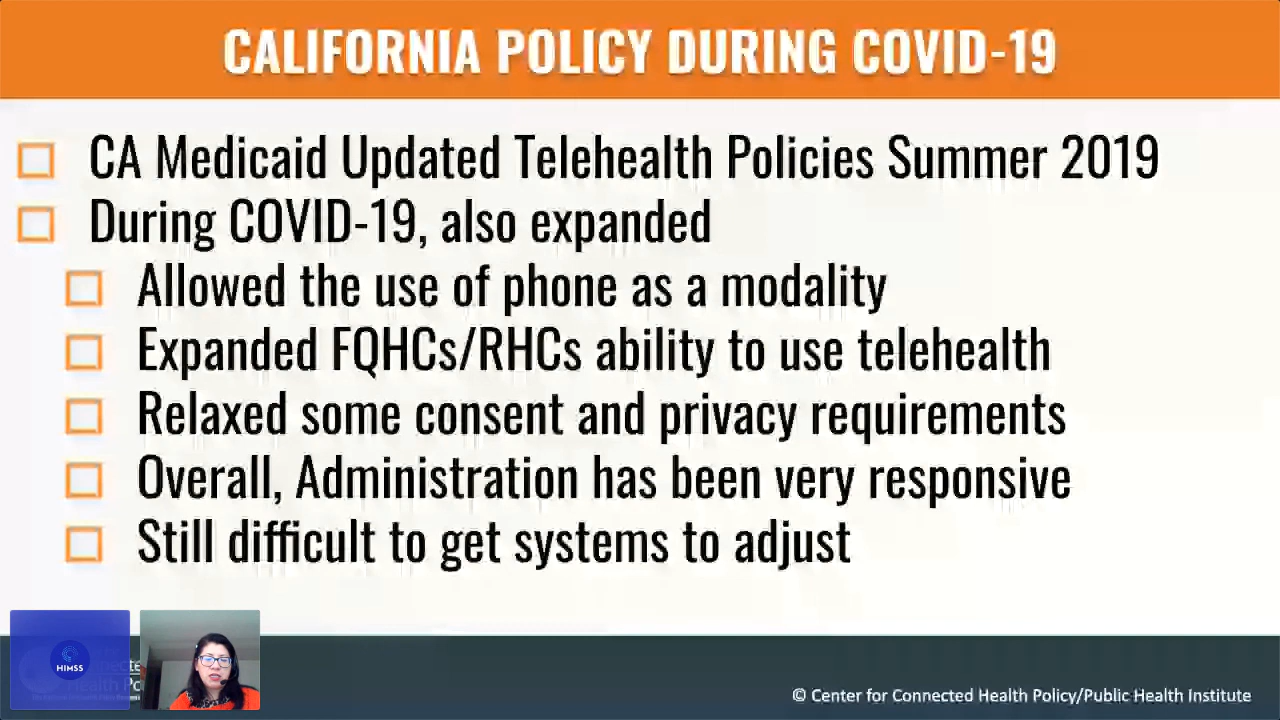 CALIFORNIA POLICY DURING COVID-19
CA Medicaid Updated Telehealth Policies Summer 2019
During COVID-19, also expanded
Allowed the use of phone as a modality
Expanded FQHCs/RHCs ability to use telehealth
Relaxed some consent and privacy requirements
Overall, Administration has been very responsive
Still difficult to get systems to adjust
HIMSS
© Center for Connected Health Policy/Public Health Institute